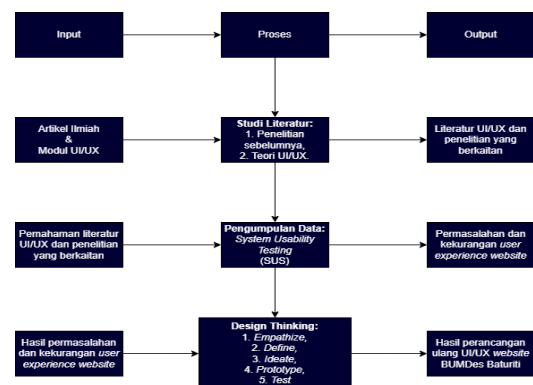 Input
Proses
Output
Artikel Ilmiah
&
Modul UI/UX
Studi Literatur:
1. Penelitian
sebelumnya,
2. Teori UI/UX.
Literatur UI/UX dan
penelitian yang
berkaitan
Pemahaman literatur
UI/UX dan penelitian
yang berkaitan
Pengumpulan Data:
System Usability
Testing
(SUS)
Permasalahan dan
kekurangan user
experience website
Hasil permasalahan
dan kekurangan user
experience website
Design Thinking:
1. Empathize,
2. Define,
3. Ideate,
4. Prototype,
5. Test
Hasil perancangan
ulang UI/UX website
BUMDes Baturiti